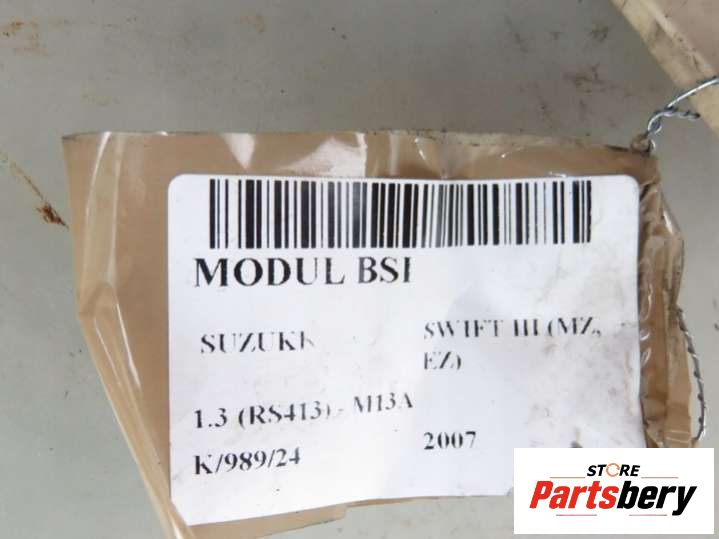 MODUL BSI
SUZUKI
SWIFT III (MZ,
EZ)
1.3 (RS413) - M13A
K/989/24
2007
STORE
Partsbery